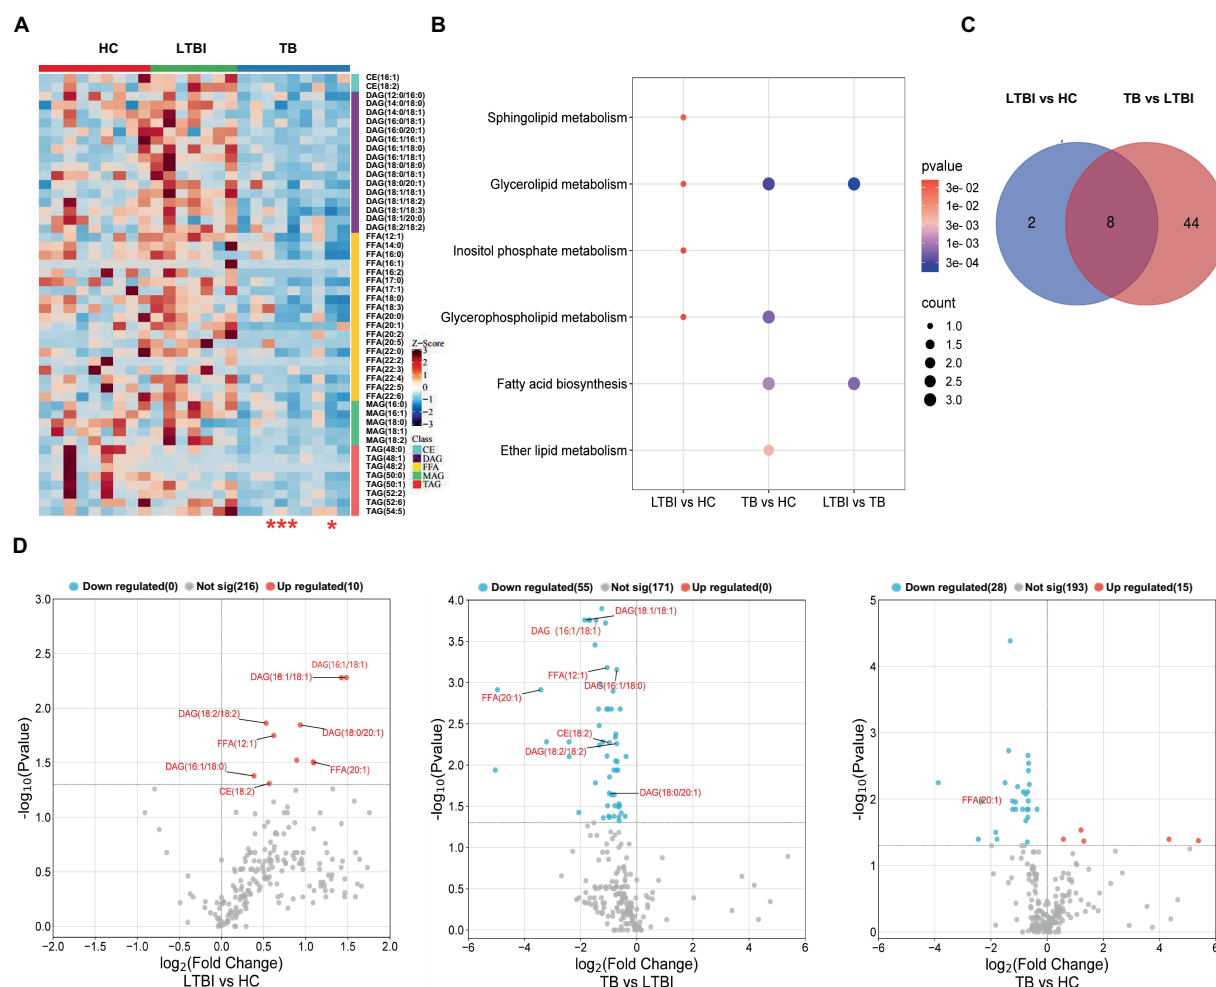 A
HC LTBI TB
CE(16:1)
CE(18:2)
DAG(12:0/16:0)
DAG(14:0/18:0)
DAG(14:0/18:1)
DAG(16:0/18:1)
DAG(16:0/20:1)
DAG(16:1/16:1)
DAG(16:1/18:0)
DAG(16:1/18:1)
DAG(18:0/18:0)
DAG(18:0/18:1)
DAG(18:0/20:1)
DAG(18:1/18:1)
DAG(18:1/18:2)
DAG(18:1/18:3)
DAG(18:1/20:0)
DAG(18:2/18:2)
FFA(12:1)
FFA(14:0)
FFA(16:0)
FFA(16:1)
FFA(16:2)
FFA(17:0)
FFA(17:1)
FFA(18:0)
FFA(18:3)
FFA(20:0)
FFA(20:1)
FFA(20:2)
FFA(20:5)
FFA(22:0)
FFA(22:2)
FFA(22:3)
FFA(22:4)
FFA(22:5)
FFA(22:6)
MAG(16:0)
MAG(16:1)
MAG(18:0)
MAG(18:1)
MAG(18:2)
TAG(48:0)
TAG(48:1)
TAG(48:2)
TAG(50:0)
TAG(50:1)
TAG(52:2)
TAG(52:6)
TAG(54:5)
*** *
Z-Score
3
2
1
0
−1
−2
−3
Class
CE
DAG
FFA
MAG
TAG
B
Sphingolipid metabolism
Glycerolipid metabolism
Inositol phosphate metabolism
Glycerophospholipid metabolism
Fatty acid biosynthesis
Ether lipid metabolism
LTBI vs HC TB vs HC LTBI vs TB
pvalue
3e- 02
1e- 02
3e- 03
1e- 03
3e- 04
count
1.0
1.5
2.0
2.5
3.0
C
LTBI vs HC TB vs LTBI
2 8 44
D
Down regulated(0) Not sig(216) Up regulated(10)
3.0
2.5
2.0
1.5
1.0
0.5
0.0
-log10(Pvalue)
DAG(16:1/18:1)
DAG(16:1/18:1)
DAG(18:2/18:2)
DAG(18:0/20:1)
FFA(12:1)
DAG(16:1/18:0)
FFA(20:1)
CE(18:2)
−2.0 −1.0 −1.0 −0.5 0.0 0.5 1.0 1.5 2.0
log2(Fold Change)
LTBI vs HC
Down regulated(55) Not sig(171) Up regulated(0)
4.0
3.5
3.0
2.5
2.0
1.5
1.0
0.5
0.0
-log10(Pvalue)
DAG(18:1/18:1)
DAG (16:1/18:1)
FFA(12:1)
DAG(16:1/18:0)
FFA(20:1)
CE(18:2)
DAG(18:2/18:2)
DAG(18:0/20:1)
−6 −4 −2 0 2 4 6
log2(Fold Change)
TB vs LTBI
Down regulated(28) Not sig(193) Up regulated(15)
5
4
3
2
1
0
-log10(Pvalue)
FFA(20:1)
−6 −4 −2 0 2 4 6
log2(Fold Change)
TB vs HC